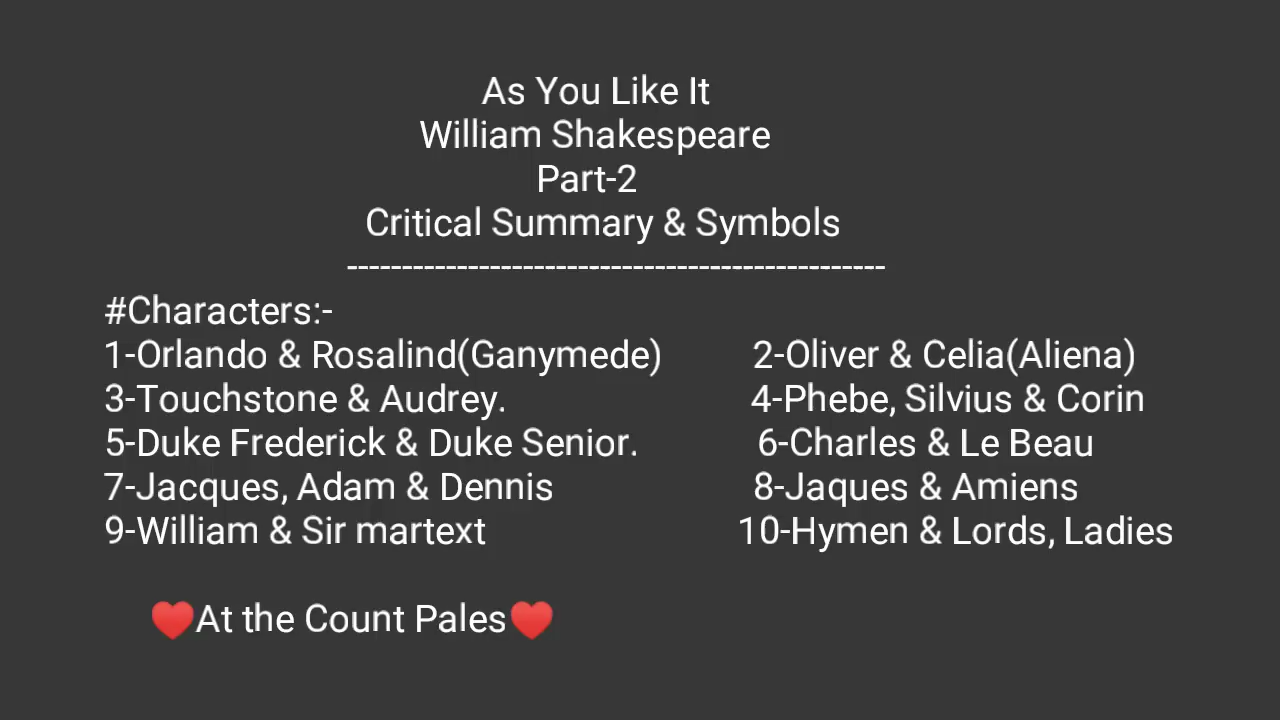 As You Like It
William Shakespeare
Part-2
Critical Summary & Symbols
-------------------------------------------------
#Characters:-
1-Orlando & Rosalind(Ganymede) 2-Oliver & Celia(Aliena)
3-Touchstone & Audrey. 4-Phebe, Silvius & Corin
5-Duke Frederick & Duke Senior. 6-Charles & Le Beau
7-Jacques, Adam & Dennis 8-Jaques & Amiens
9-William & Sir martext 10-Hymen & Lords, Ladies
❤️At the Count Pales❤️